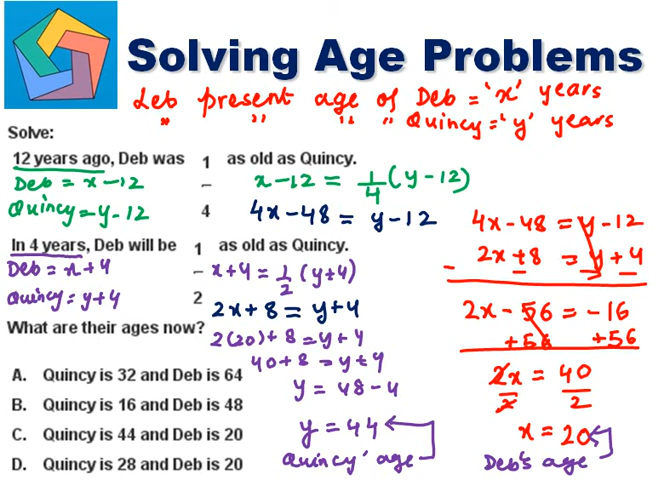 Solving Age Problems
Let present age of Deb = 'x' years
" " " " Quincy = 'y' years
Solve:
12 years ago, Deb was 1/4 as old as Quincy.
Deb = x-12
x-12 = 1/4 (y-12)
Quincy = y-12
4x-48 = y-12
In 4 years, Deb will be 1/2 as old as Quincy.
Deb = x+4
x+4 = 1/2 (y+4)
Quincy = y+4
2x+8 = y+4
What are their ages now?
2(20)+8 = y+4
40+8 = y+4
y = 48-4
y = 44
Quincy' age
4x-48 = y-12
- 2x+8 = y+4
2x-56 = -16
+56 +56
2x/2 = 40/2
x = 20
Deb's age
A. Quincy is 32 and Deb is 64
B. Quincy is 16 and Deb is 48
C. Quincy is 44 and Deb is 20
D. Quincy is 28 and Deb is 20